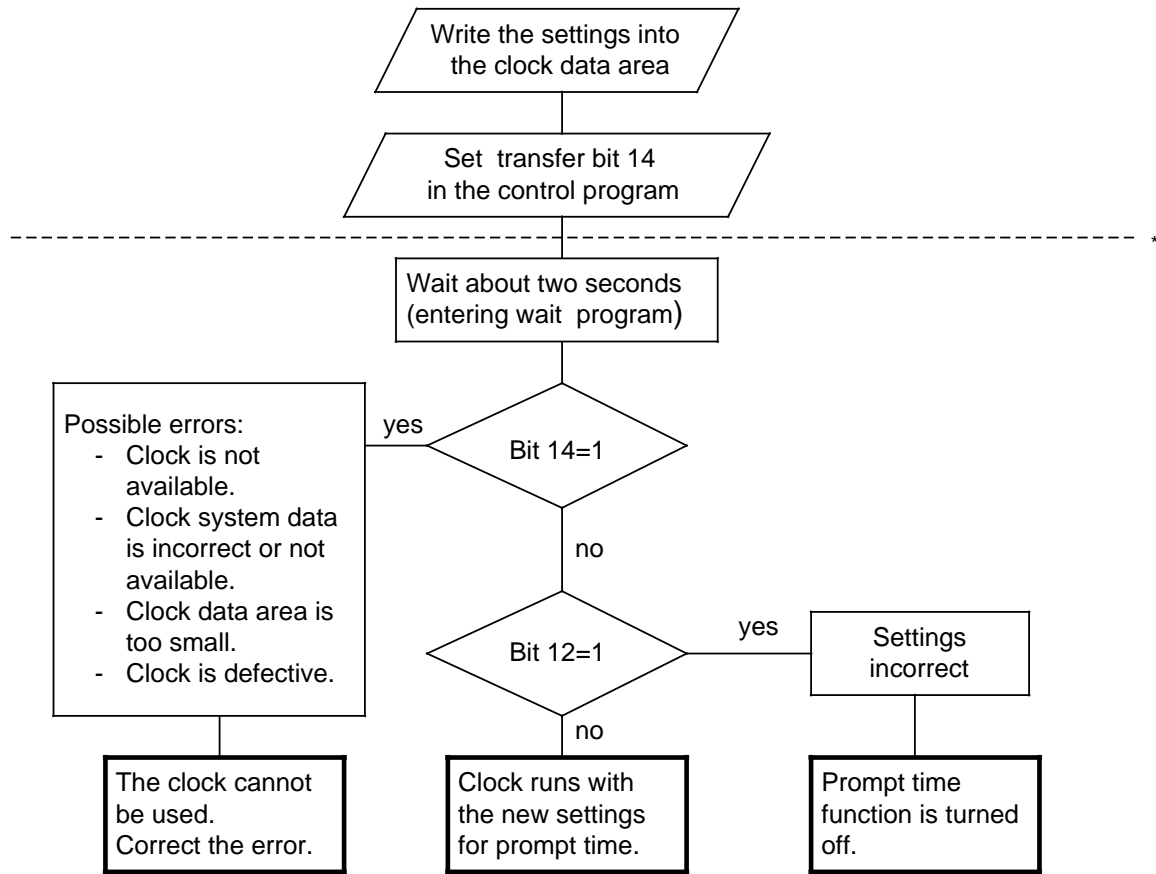 Write the settings into
the clock data area
Set transfer bit 14
in the control program
*
Wait about two seconds
(entering wait program)
Possible errors:
- Clock is not
available.
- Clock system data
is incorrect or not
available.
- Clock data area is
too small.
- Clock is defective.
yes
Bit 14=1
no
Bit 12=1
yes
Settings
incorrect
no
The clock cannot
be used.
Correct the error.
Clock runs with
the new settings
for prompt time.
Prompt time
function is turned
off.